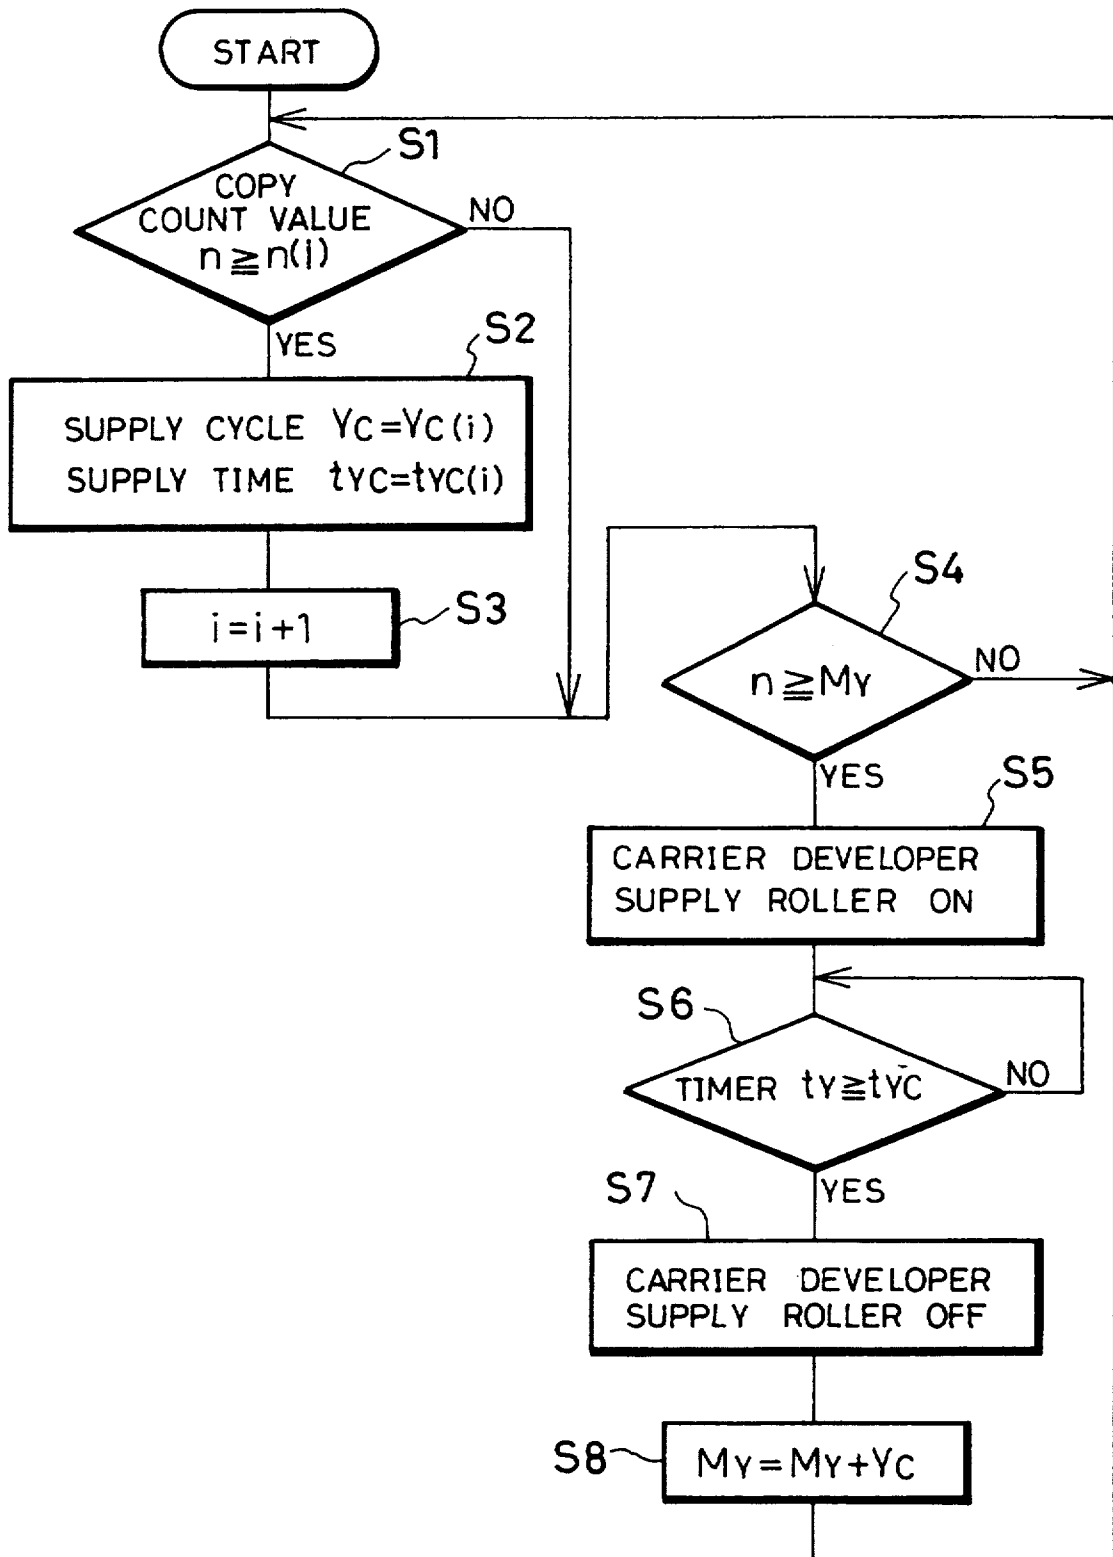 START
S1
COPY
COUNT VALUE
n≧n(i)
NO
YES
S2
SUPPLY CYCLE YC=YC(i)
SUPPLY TIME tYC=tYC(i)
S3
i=i+1
S4
n≧MY
NO
YES
S5
CARRIER DEVELOPER
SUPPLY ROLLER ON
S6
TIMER tY≧tYC
NO
YES
S7
CARRIER DEVELOPER
SUPPLY ROLLER OFF
S8
MY=MY+YC